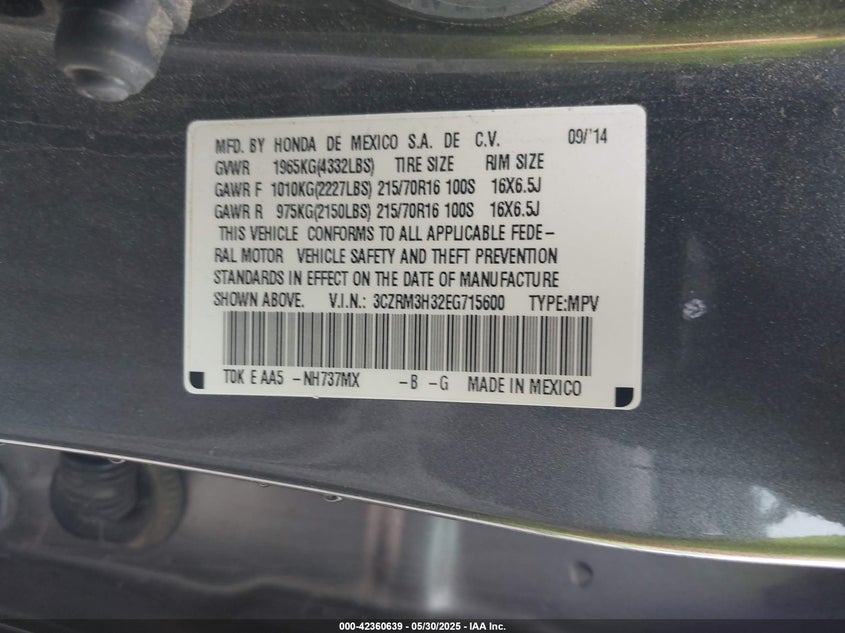 MFD. BY HONDA DE MEXICO S.A. DE C.V. 09/'14
GVWR 1965KG(4332LBS) TIRE SIZE RIM SIZE
GAWR F 1010KG(2227LBS) 215/70R16 100S 16X6.5J
GAWR R 975KG(2150LBS) 215/70R16 100S 16X6.5J
THIS VEHICLE CONFORMS TO ALL APPLICABLE FEDE–
RAL MOTOR VEHICLE SAFETY AND THEFT PREVENTION
STANDARDS IN EFFECT ON THE DATE OF MANUFACTURE
SHOWN ABOVE. V.I.N.: 3CZRM3H32EG715600 TYPE:MPV
T0K E AA5 –NH737MX –B –G MADE IN MEXICO
000-42360639 - 05/30/2025 - IAA Inc.